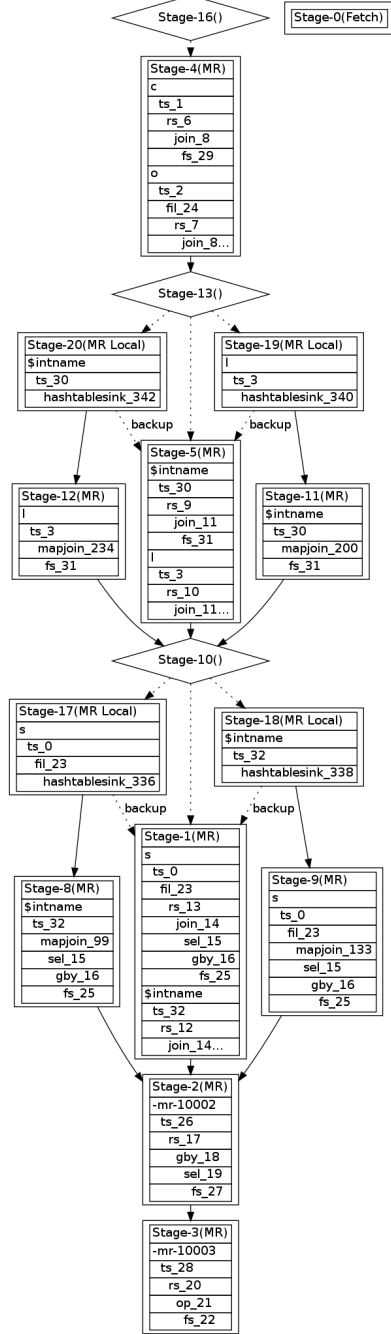 Stage-16()
Stage-0(Fetch)
Stage-4(MR)
c
ts_1
rs_6
join_8
fs_29
o
ts_2
fil_24
rs_7
join_8...
Stage-13()
Stage-20(MR Local)
$intname
ts_30
hashtablesink_342
Stage-19(MR Local)
l
ts_3
hashtablesink_340
backup
backup
Stage-5(MR)
$intname
ts_30
rs_9
join_11
fs_31
l
ts_3
rs_10
join_11...
Stage-12(MR)
l
ts_3
mapjoin_234
fs_31
Stage-11(MR)
$intname
ts_30
mapjoin_200
fs_31
Stage-10()
Stage-17(MR Local)
s
ts_0
fil_23
hashtablesink_336
Stage-18(MR Local)
$intname
ts_32
hashtablesink_338
backup
backup
Stage-1(MR)
s
ts_0
fil_23
rs_13
join_14
sel_15
gby_16
fs_25
$intname
ts_32
rs_12
join_14...
Stage-8(MR)
$intname
ts_32
mapjoin_99
sel_15
gby_16
fs_25
Stage-9(MR)
s
ts_0
fil_23
mapjoin_133
sel_15
gby_16
fs_25
Stage-2(MR)
-mr-10002
ts_26
rs_17
gby_18
sel_19
fs_27
Stage-3(MR)
-mr-10003
ts_28
rs_20
op_21
fs_22